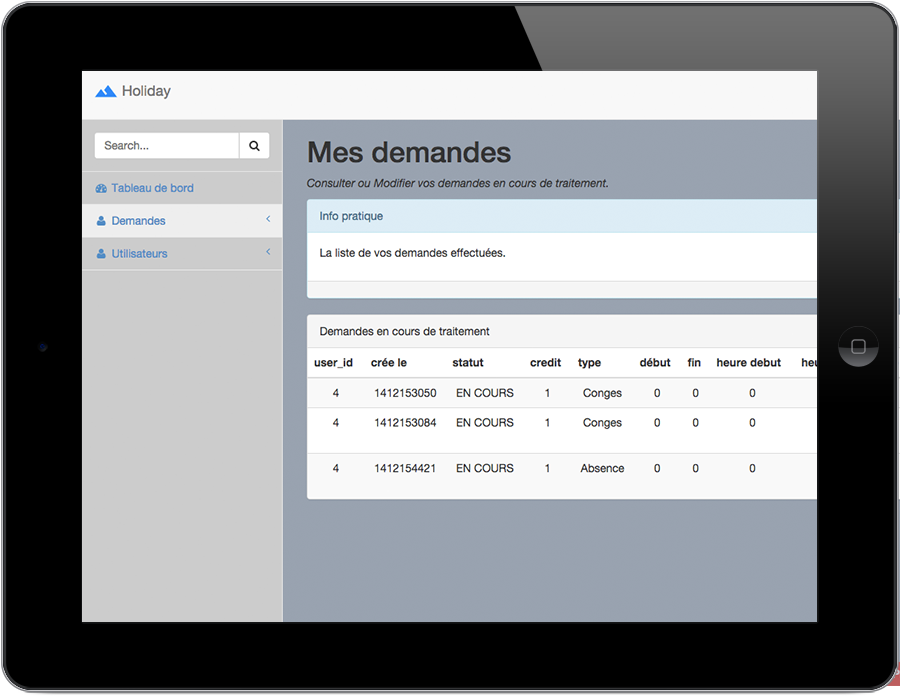 Holiday
Search...
Tableau de bord
Demandes
Utilisateurs
Mes demandes
Consulter ou Modifier vos demandes en cours de traitement.
Info pratique
La liste de vos demandes effectuées.
Demandes en cours de traitement
user_id crée le statut credit type début fin heure debut heu
4 1412153050 EN COURS 1 Conges 0 0 0
4 1412153084 EN COURS 1 Conges 0 0 0
4 1412154421 EN COURS 1 Absence 0 0 0